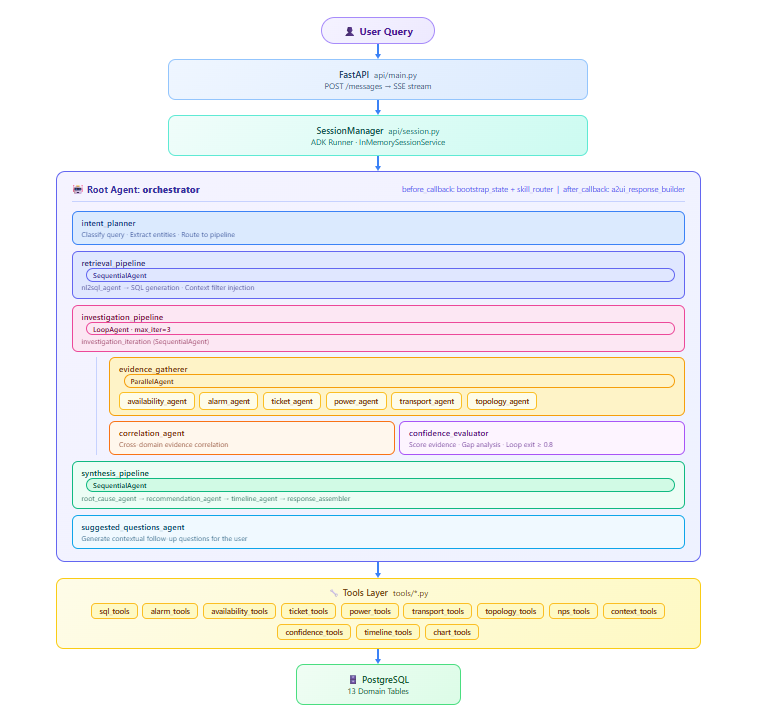 User Query
FastAPI api/main.py
POST /messages → SSE stream
SessionManager api/session.py
ADK Runner · InMemorySessionService
Root Agent: orchestrator
before_callback: bootstrap_state + skill_router | after_callback: a2ui_response_builder
intent_planner
Classify query · Extract entities · Route to pipeline
retrieval_pipeline
SequentialAgent
nl2sql_agent → SQL generation · Context filter injection
investigation_pipeline
LoopAgent · max_iter=3
investigation_iteration (SequentialAgent)
evidence_gatherer
ParallelAgent
availability_agent alarm_agent ticket_agent power_agent transport_agent topology_agent
correlation_agent
Cross-domain evidence correlation
confidence_evaluator
Score evidence · Gap analysis · Loop exit ≥ 0.8
synthesis_pipeline
SequentialAgent
root_cause_agent → recommendation_agent → timeline_agent → response_assembler
suggested_questions_agent
Generate contextual follow-up questions for the user
Tools Layer tools/*.py
sql_tools alarm_tools availability_tools ticket_tools power_tools transport_tools topology_tools nps_tools context_tools
confidence_tools timeline_tools chart_tools
PostgreSQL
13 Domain Tables